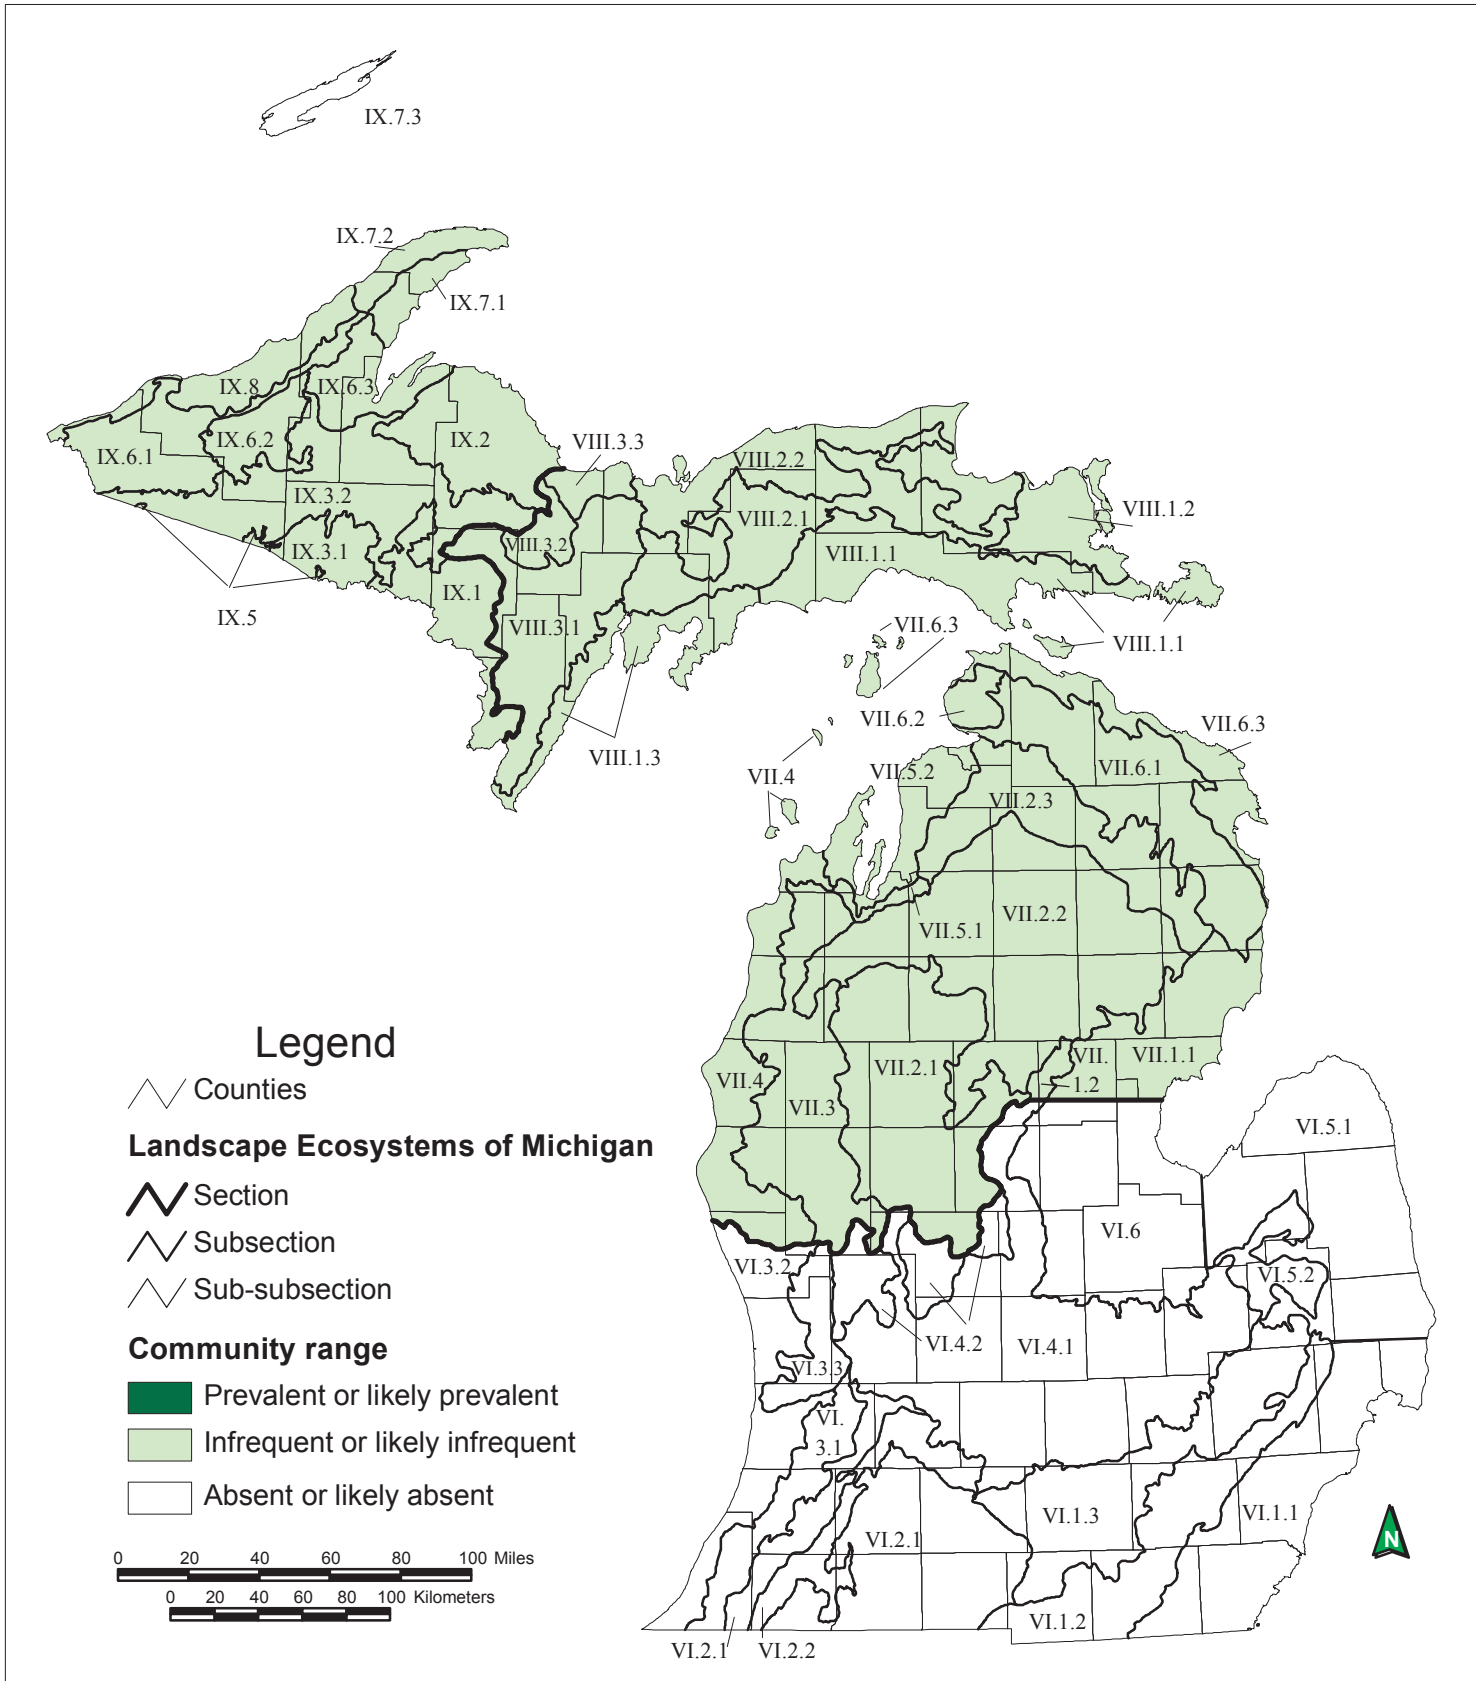 IX.7.3
IX.7.2
IX.7.1
IX.8
IX.6.3
IX.6.2
IX.6.1
IX.2
VIII.3.3
VIII.2.2
IX.3.2
VIII.2.1
VIII.1.2
VIII.3.2
IX.3.1
VIII.1.1
IX.1
IX.5
VIII.3.1
VII.6.3
VIII.1.1
VII.6.2
VII.6.3
VIII.1.3
VII.4
VII.5.2
VII.6.1
VII.2.3
VII.2.2
VII.5.1
VII.4
VII.3
VII.2.1
VII.
1.2
VII.1.1
VI.5.1
VI.6
VI.3.2
VI.5.2
VI.4.2
VI.4.1
VI.3.3
VI.
3.1
VI.1.3
VI.1.1
VI.2.1
VI.1.2
VI.2.1
VI.2.2
Legend
Counties
Landscape Ecosystems of Michigan
Section
Subsection
Sub-subsection
Community range
Prevalent or likely prevalent
Infrequent or likely infrequent
Absent or likely absent
0 20 40 60 80 100 Miles
0 20 40 60 80 100 Kilometers
N